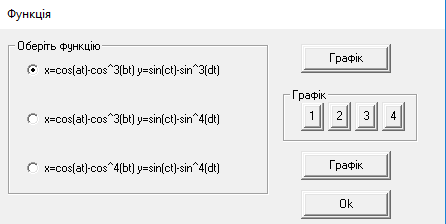 Функція
Оберіть функцію
x=cos(at)-cos^3(bt) y=sin(ct)-sin^3(dt)
x=cos(at)-cos^3(bt) y=sin(ct)-sin^4(dt)
x=cos(at)-cos^4(bt) y=sin(ct)-sin^3(dt)
Графік
Графік
1 2 3 4
Графік
Ok